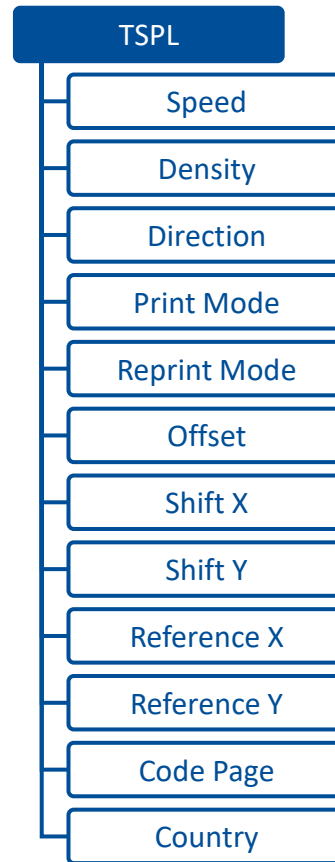 TSPL
Speed
Density
Direction
Print Mode
Reprint Mode
Offset
Shift X
Shift Y
Reference X
Reference Y
Code Page
Country